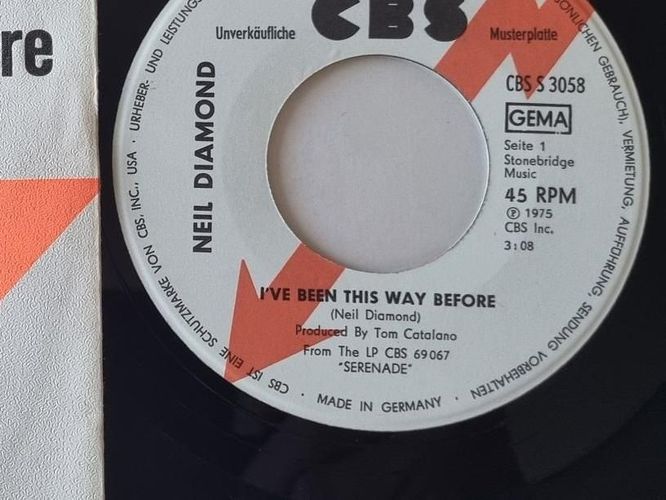 re
CBS
Unverkäufliche Musterplatte
NEIL DIAMOND
CBS S 3058
GEMA
Seite 1
Stonebridge
Music
45 RPM
Ⓟ 1975
CBS Inc.
3:08
I'VE BEEN THIS WAY BEFORE
(Neil Diamond)
Produced By Tom Catalano
From The LP CBS 69067
"SERENADE"
CBS IST EINE SCHUTZMARKE VON CBS, INC., USA · URHEBER- UND LEISTUNGS
SÖNLICHEN GEBRAUCH), VERMIETUNG, AUFFÜHRUNG, SENDUNG VORBEHALTEN
· MADE IN GERMANY ·